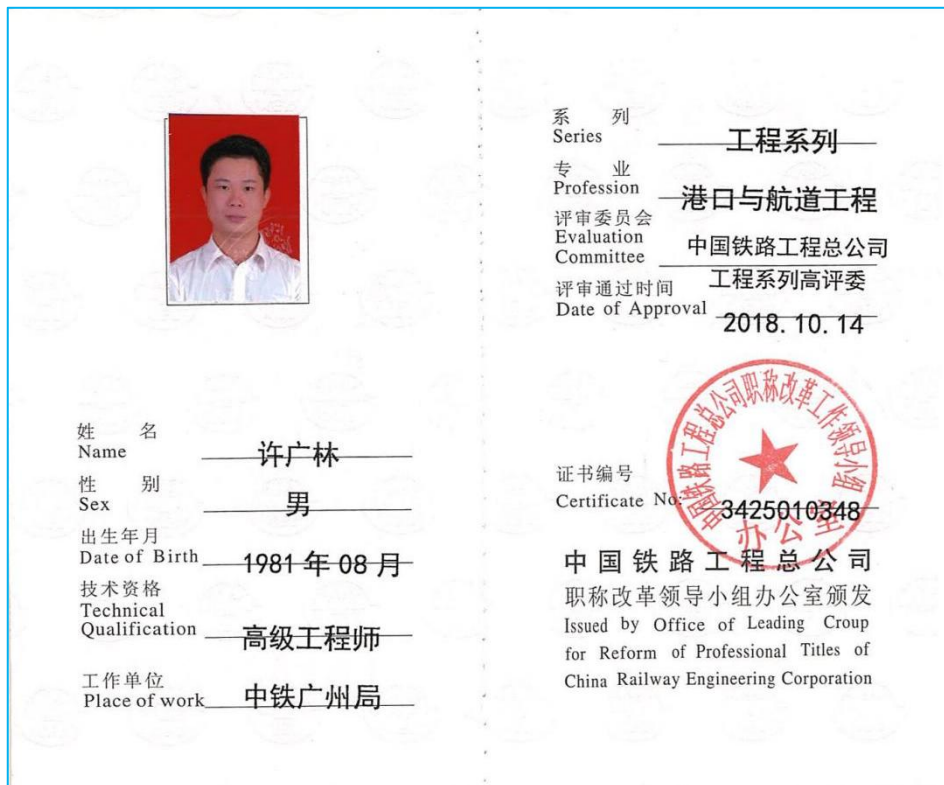 姓 名
Name 许广林
性 别
Sex 男
出生年月
Date of Birth 1981年08月
技术资格
Technical
Qualification 高级工程师
工作单位
Place of work 中铁广州局
系 列
Series 工程系列
专 业
Profession 港口与航道工程
评审委员会
Evaluation
Committee 中国铁路工程总公司
工程系列高评委
评审通过时间
Date of Approval 2018.10.14
中国铁路工程总公司职称改革工作领导小组
办公室
证书编号
Certificate No: 3425010348
中国铁路工程总公司
职称改革领导小组办公室颁发
Issued by Office of Leading Croup
for Reform of Professional Titles of
China Railway Engineering Corporation